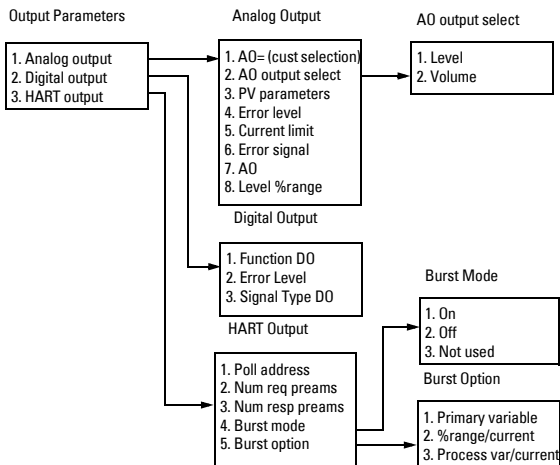 Output Parameters
1. Analog output
2. Digital output
3. HART output
Analog Output
1. AO= (cust selection)
2. AO output select
3. PV parameters
4. Error level
5. Current limit
6. Error signal
7. AO
8. Level %range
AO output select
1. Level
2. Volume
Digital Output
1. Function DO
2. Error Level
3. Signal Type DO
HART Output
1. Poll address
2. Num req preams
3. Num resp preams
4. Burst mode
5. Burst option
Burst Mode
1. On
2. Off
3. Not used
Burst Option
1. Primary variable
2. %range/current
3. Process var/current